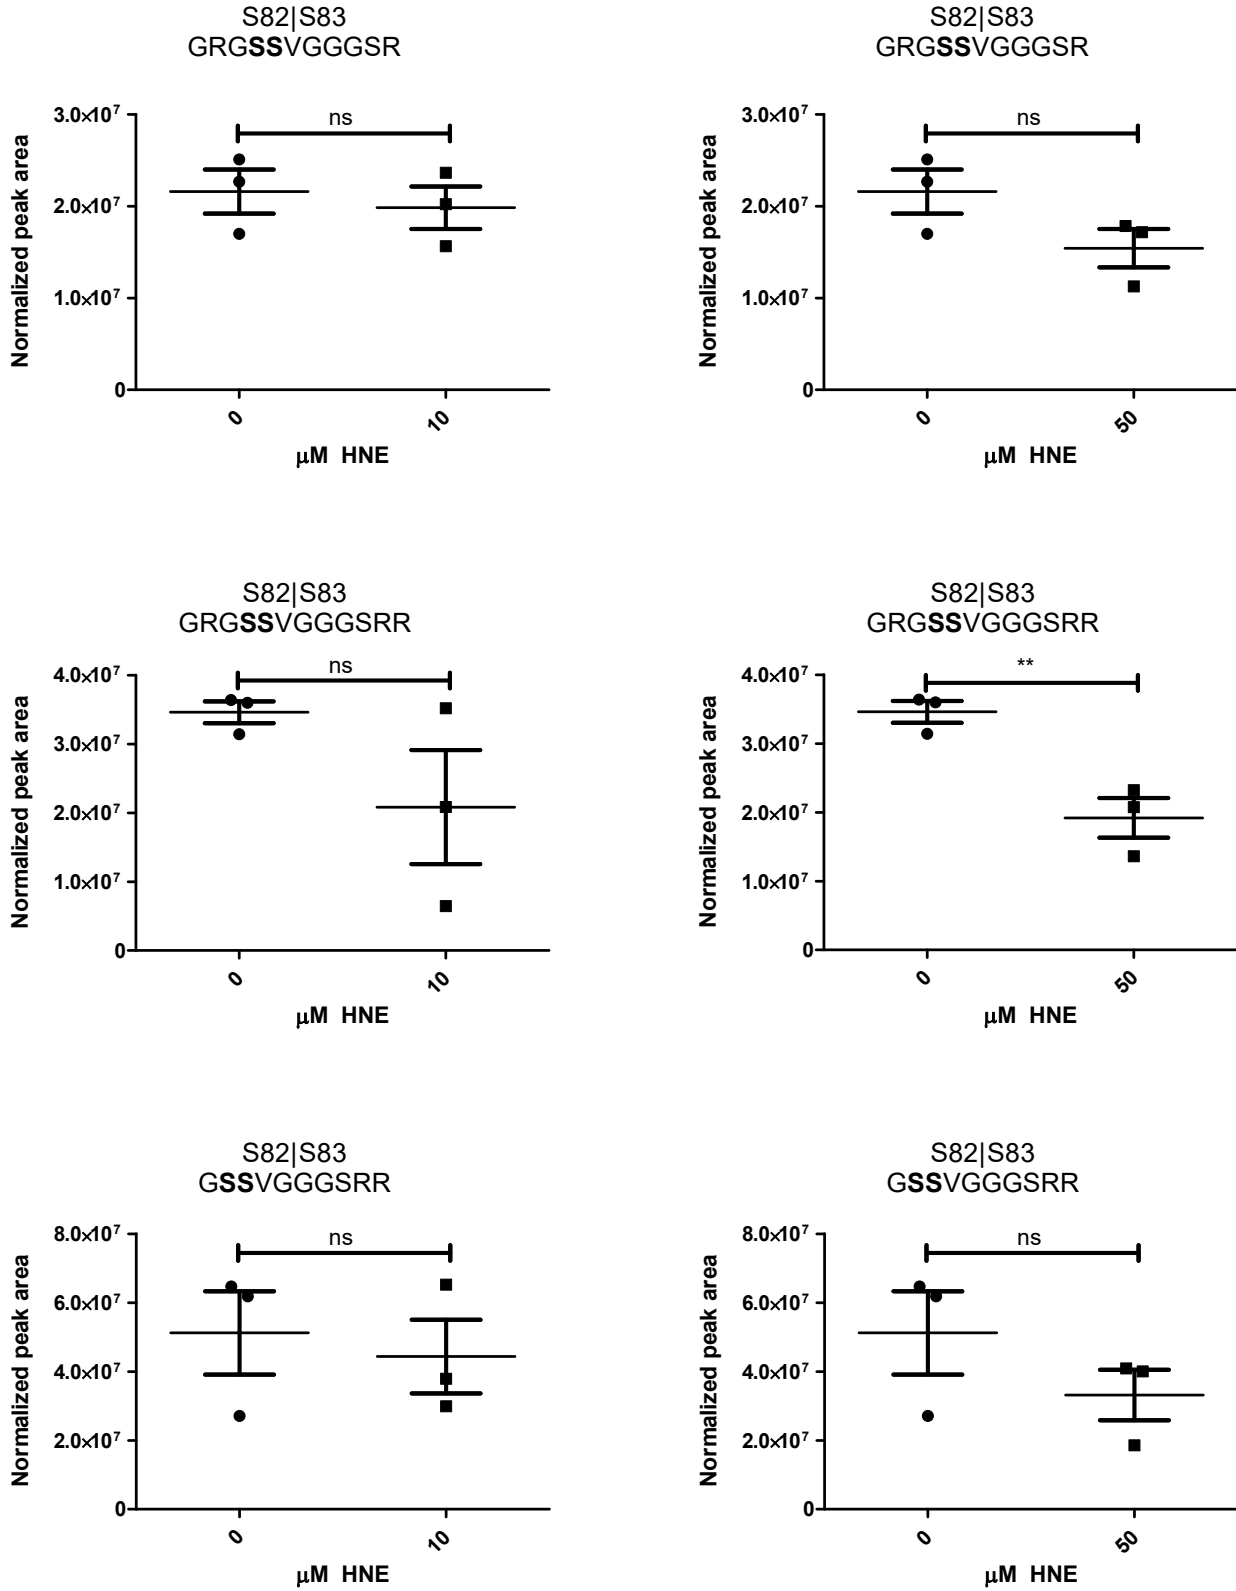 S82|S83
GRGSSVGGGSR
ns
3.0×10⁷
2.0×10⁷
1.0×10⁷
0
Normalized peak area
0
10
μM HNE
S82|S83
GRGSSVGGGSR
ns
3.0×10⁷
2.0×10⁷
1.0×10⁷
0
Normalized peak area
0
50
μM HNE
S82|S83
GRGSSVGGGSRR
ns
4.0×10⁷
3.0×10⁷
2.0×10⁷
1.0×10⁷
0
Normalized peak area
0
10
μM HNE
S82|S83
GRGSSVGGGSRR
**
4.0×10⁷
3.0×10⁷
2.0×10⁷
1.0×10⁷
0
Normalized peak area
0
50
μM HNE
S82|S83
GSSVGGGSRR
ns
8.0×10⁷
6.0×10⁷
4.0×10⁷
2.0×10⁷
0
Normalized peak area
0
10
μM HNE
S82|S83
GSSVGGGSRR
ns
8.0×10⁷
6.0×10⁷
4.0×10⁷
2.0×10⁷
0
Normalized peak area
0
50
μM HNE